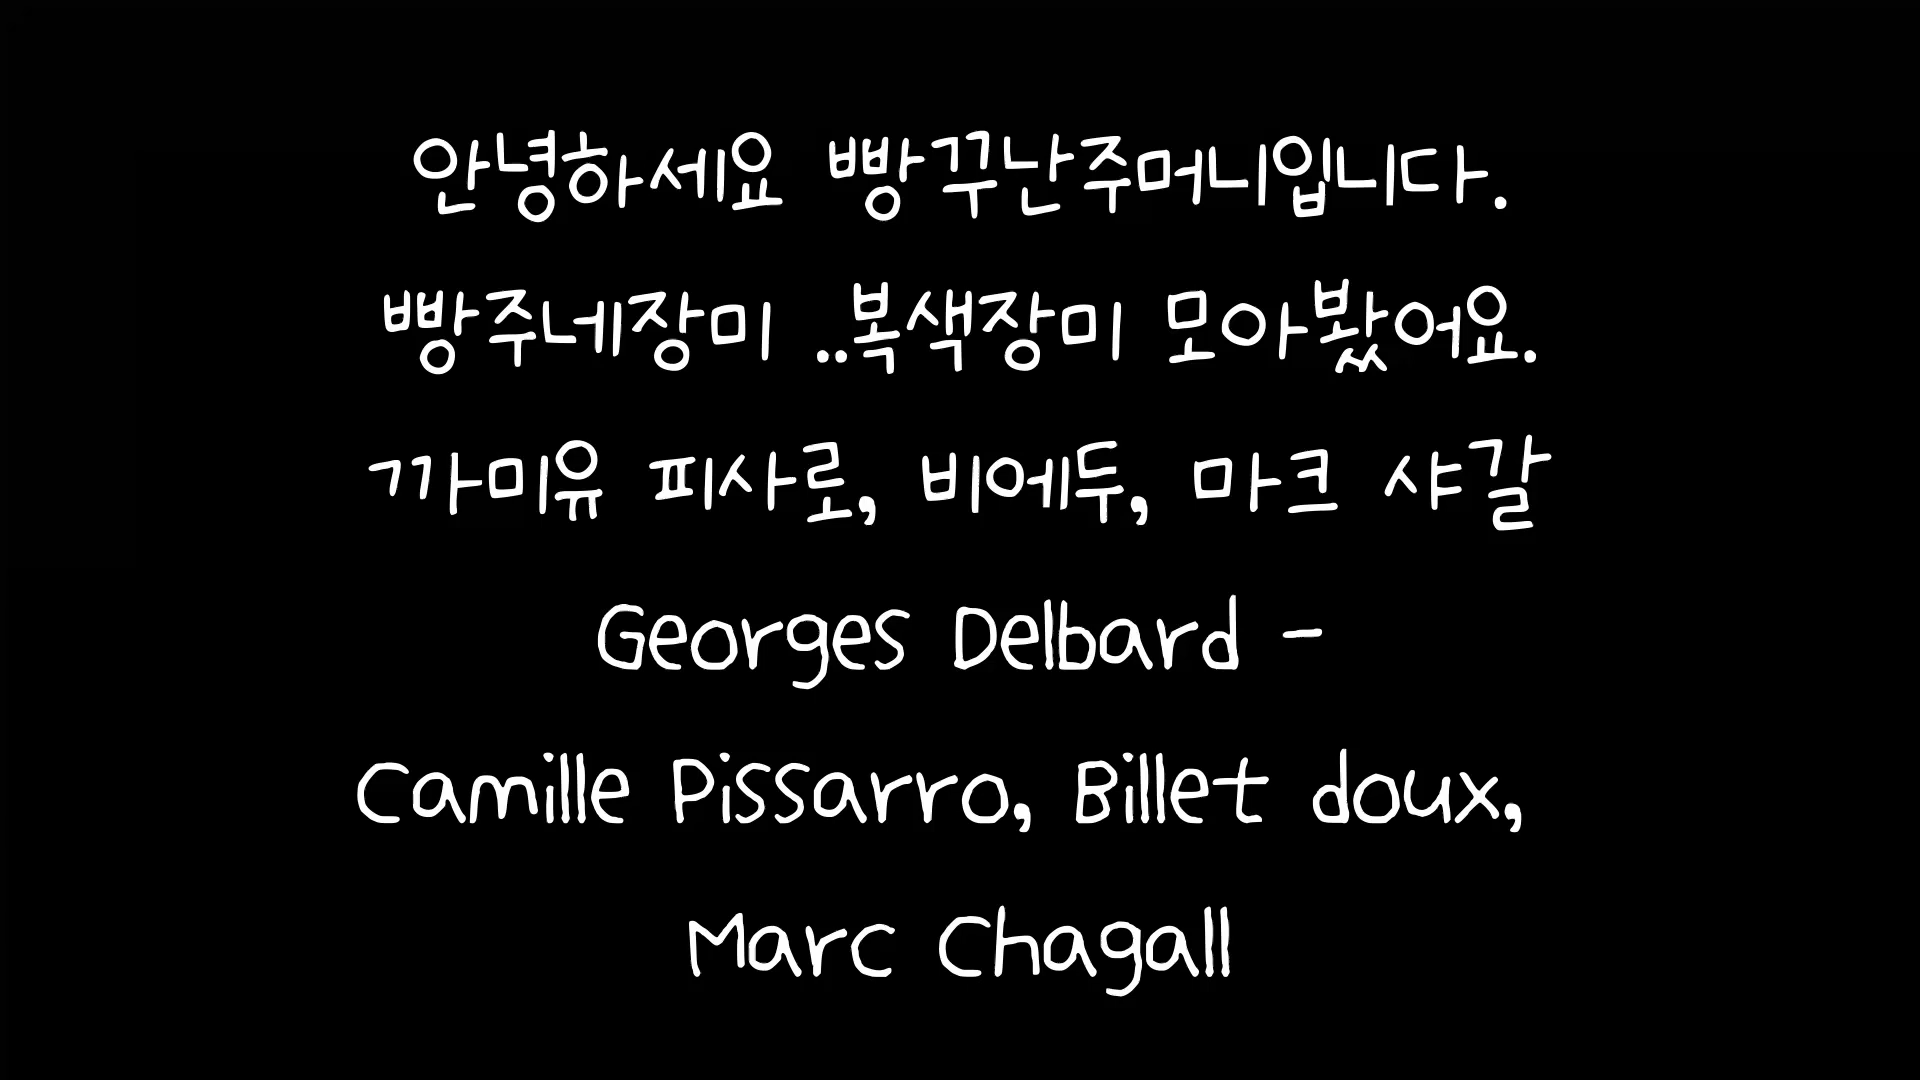 안녕하세요 빵꾸난주머니입니다.
빵주네장미 ..복색장미 모아봤어요.
까미유 피사로, 비에두, 마크 샤갈
Georges Delbard -
Camille Pissarro, Billet doux,
Marc Chagall